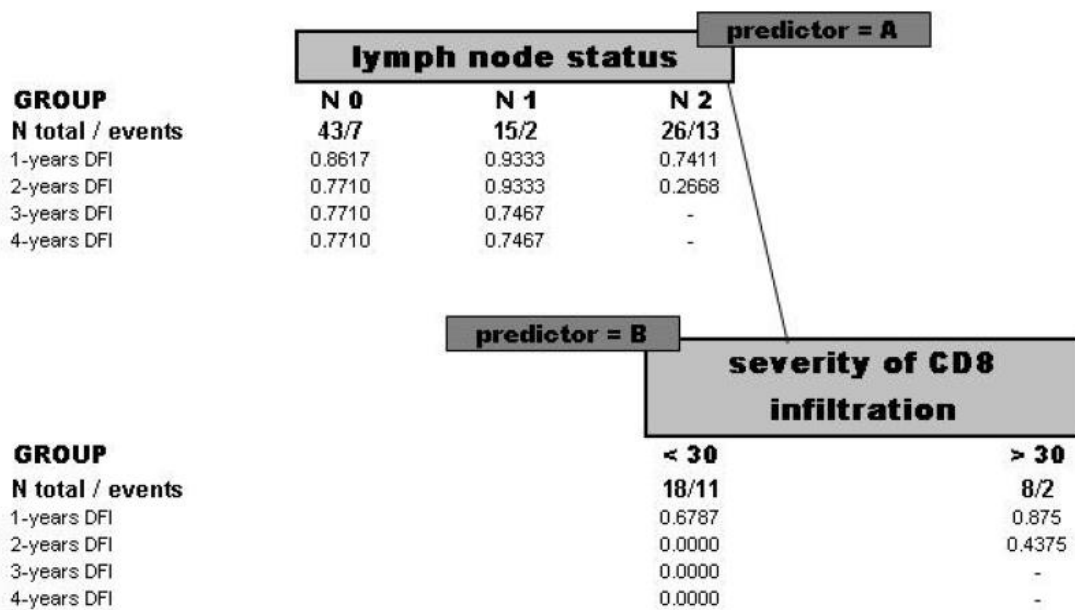 predictor = A
lymph node status
GROUP N 0 N 1 N 2
N total / events 43/7 15/2 26/13
1-years DFI 0.8617 0.9333 0.7411
2-years DFI 0.7710 0.9333 0.2668
3-years DFI 0.7710 0.7467 -
4-years DFI 0.7710 0.7467 -
predictor = B
severity of CD8
infiltration
GROUP < 30 > 30
N total / events 18/11 8/2
1-years DFI 0.6787 0.875
2-years DFI 0.0000 0.4375
3-years DFI 0.0000 -
4-years DFI 0.0000 -